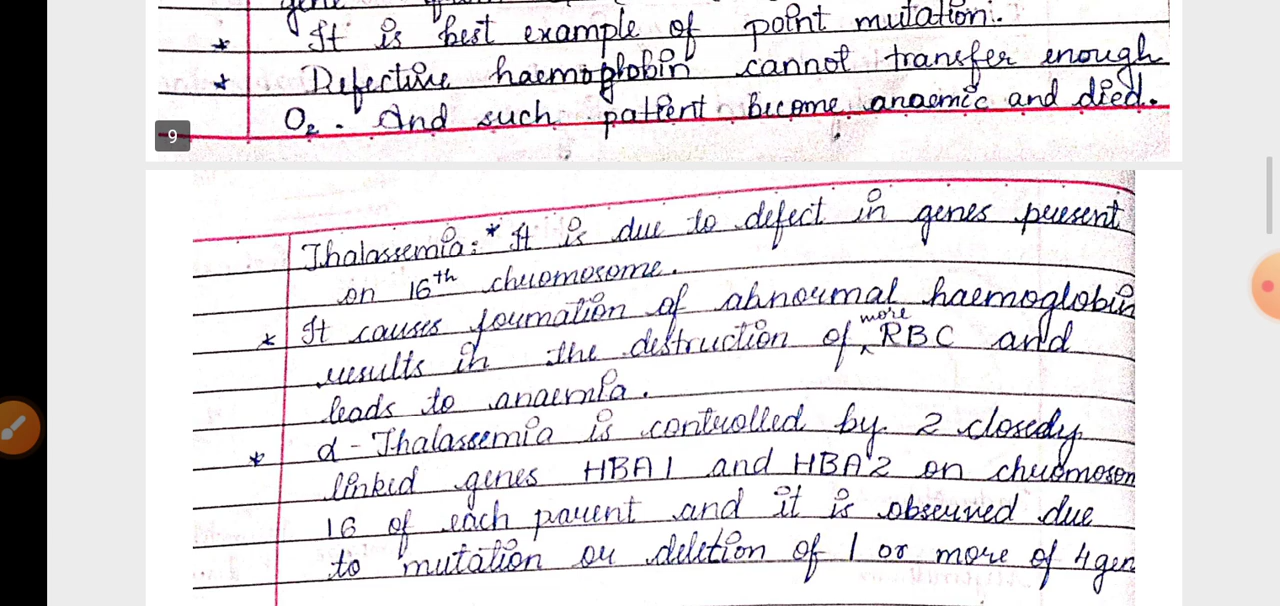 gene
* It is best example of point mutation.
* Defective haemoglobin cannot transfer enough
O₂. And such patient become anaemic and died.
9
Thalassemia: * It is due to defect in genes present
on 16th chromosome.
* It causes formation of abnormal haemoglobin
results in the destruction of more RBC and
leads to anaemia.
* α-Thalassemia is controlled by 2 closedy
linked genes HBA1 and HBA2 on chromosom
16 of each parent and it is observed due
to mutation or deletion of 1 or more of 4 gen